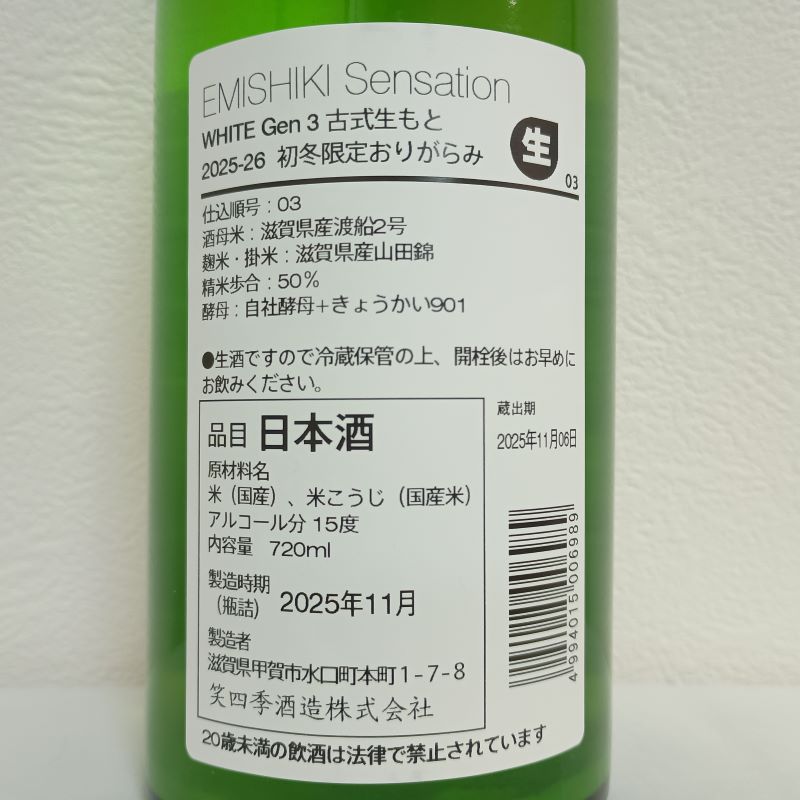 EMISHIKI Sensation
WHITE Gen 3 古式生もと
2025-26 初冬限定おりがらみ
生
03
仕込順号：03
酒母米：滋賀県産渡船2号
麹米・掛米：滋賀県産山田錦
精米歩合：50%
酵母：自社酵母+きょうかい901
●生酒ですので冷蔵保管の上、開栓後はお早めに
お飲みください。
品目 日本酒
原材料名
米（国産）、米こうじ（国産米）
アルコール分 15度
内容量 720ml
製造時期
（瓶詰） 2025年11月
製造者
滋賀県甲賀市水口町本町1-7-8
笑四季酒造株式会社
蔵出期
2025年11月06日
4994015006989
20歳未満の飲酒は法律で禁止されています